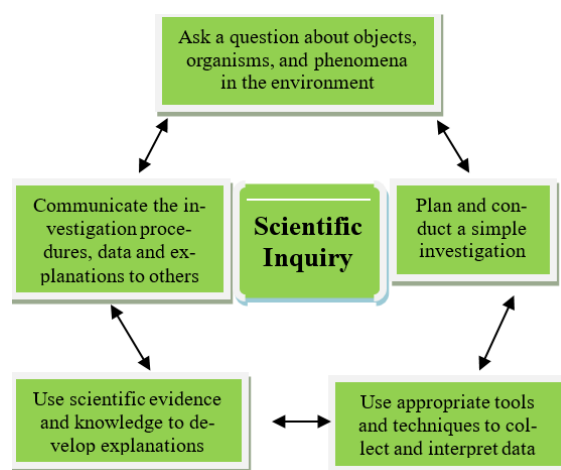 Ask a question about objects,
organisms, and phenomena
in the environment
Communicate the in-
vestigation proce-
dures, data and ex-
planations to others
Scientific
Inquiry
Plan and con-
duct a simple
investigation
Use scientific evidence
and knowledge to de-
velop explanations
Use appropriate tools
and techniques to col-
lect and interpret data